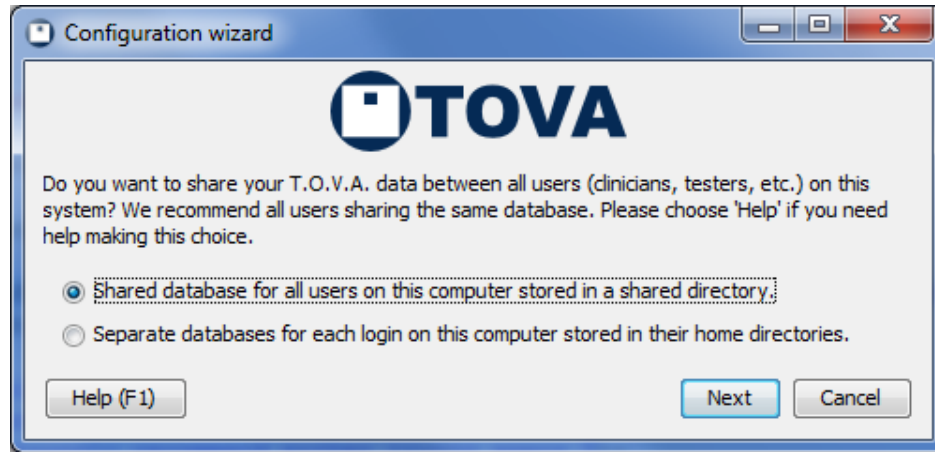 Configuration wizard
TOVA
Do you want to share your T.O.V.A. data between all users (clinicians, testers, etc.) on this
system? We recommend all users sharing the same database. Please choose 'Help' if you need
help making this choice.
Shared database for all users on this computer stored in a shared directory.
Separate databases for each login on this computer stored in their home directories.
Help (F1) Next Cancel